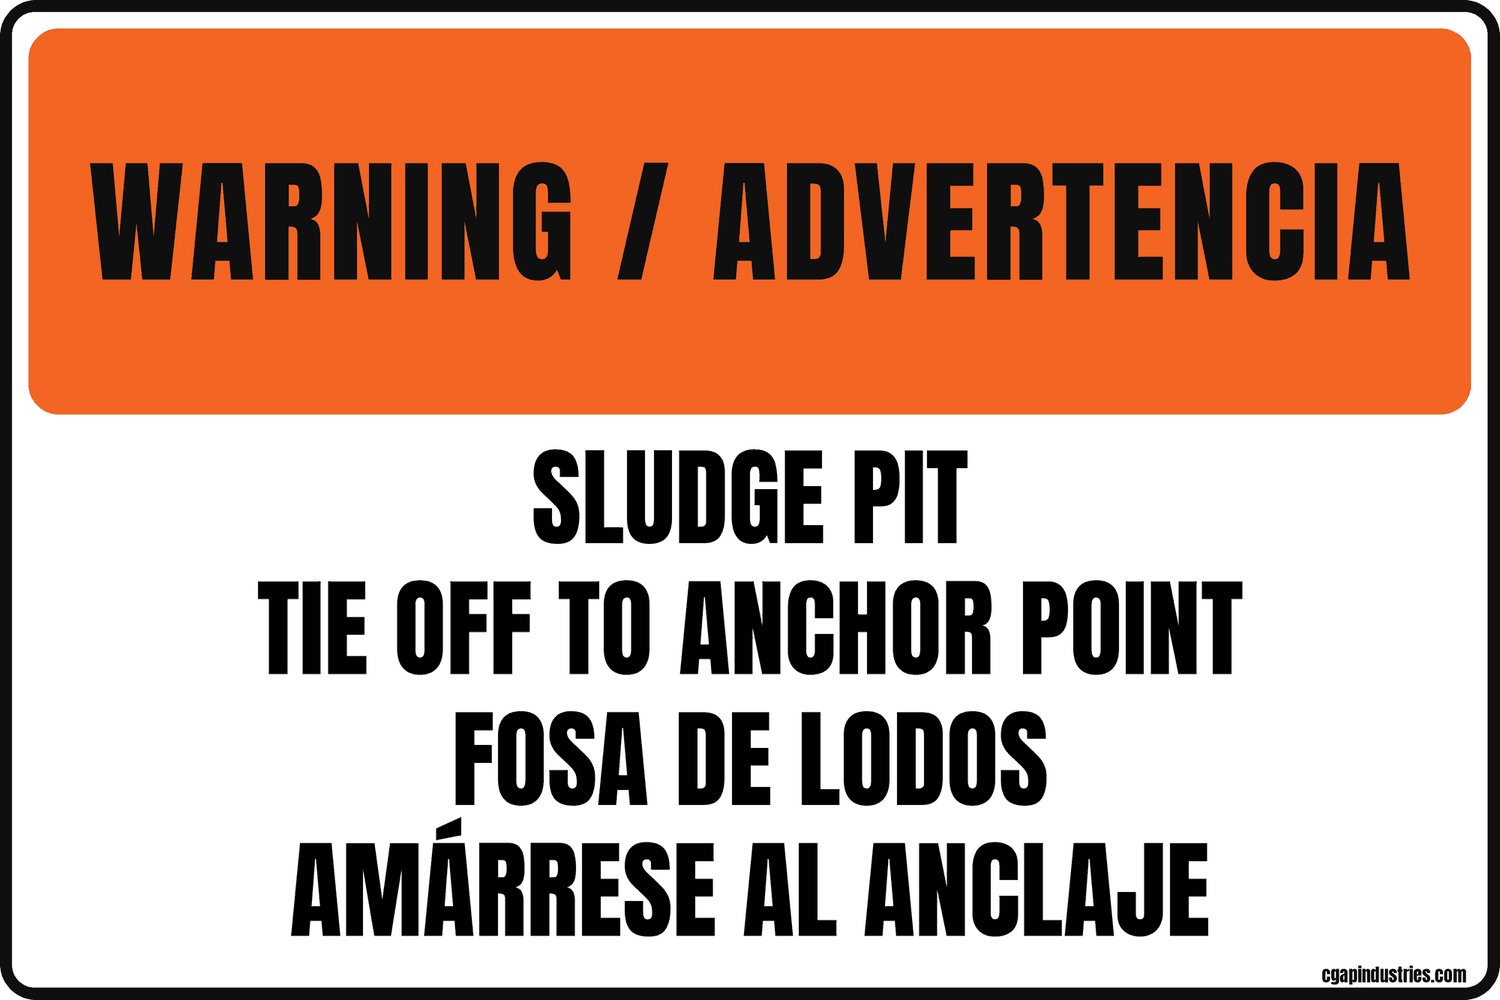 WARNING / ADVERTENCIA
SLUDGE PIT
TIE OFF TO ANCHOR POINT
FOSA DE LODOS
AMÁRRESE AL ANCLAJE
cgapindustries.com